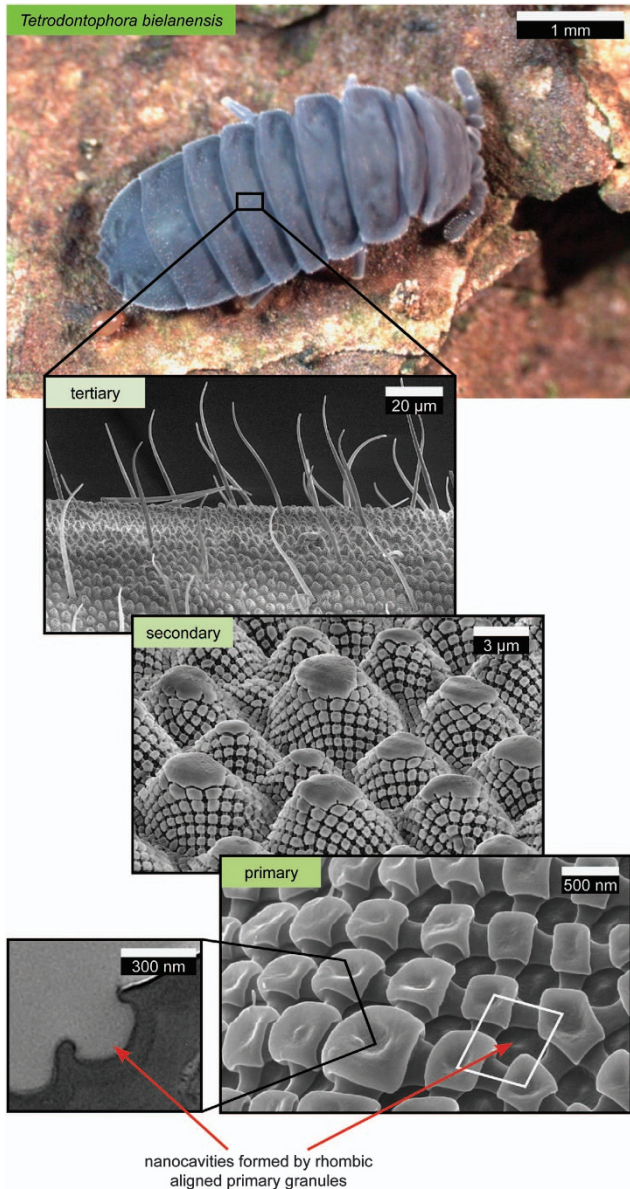 Tetrodontophora bielanensis
1 mm
tertiary
20 µm
secondary
3 µm
primary
500 nm
300 nm
nanocavities formed by rhombic
aligned primary granules